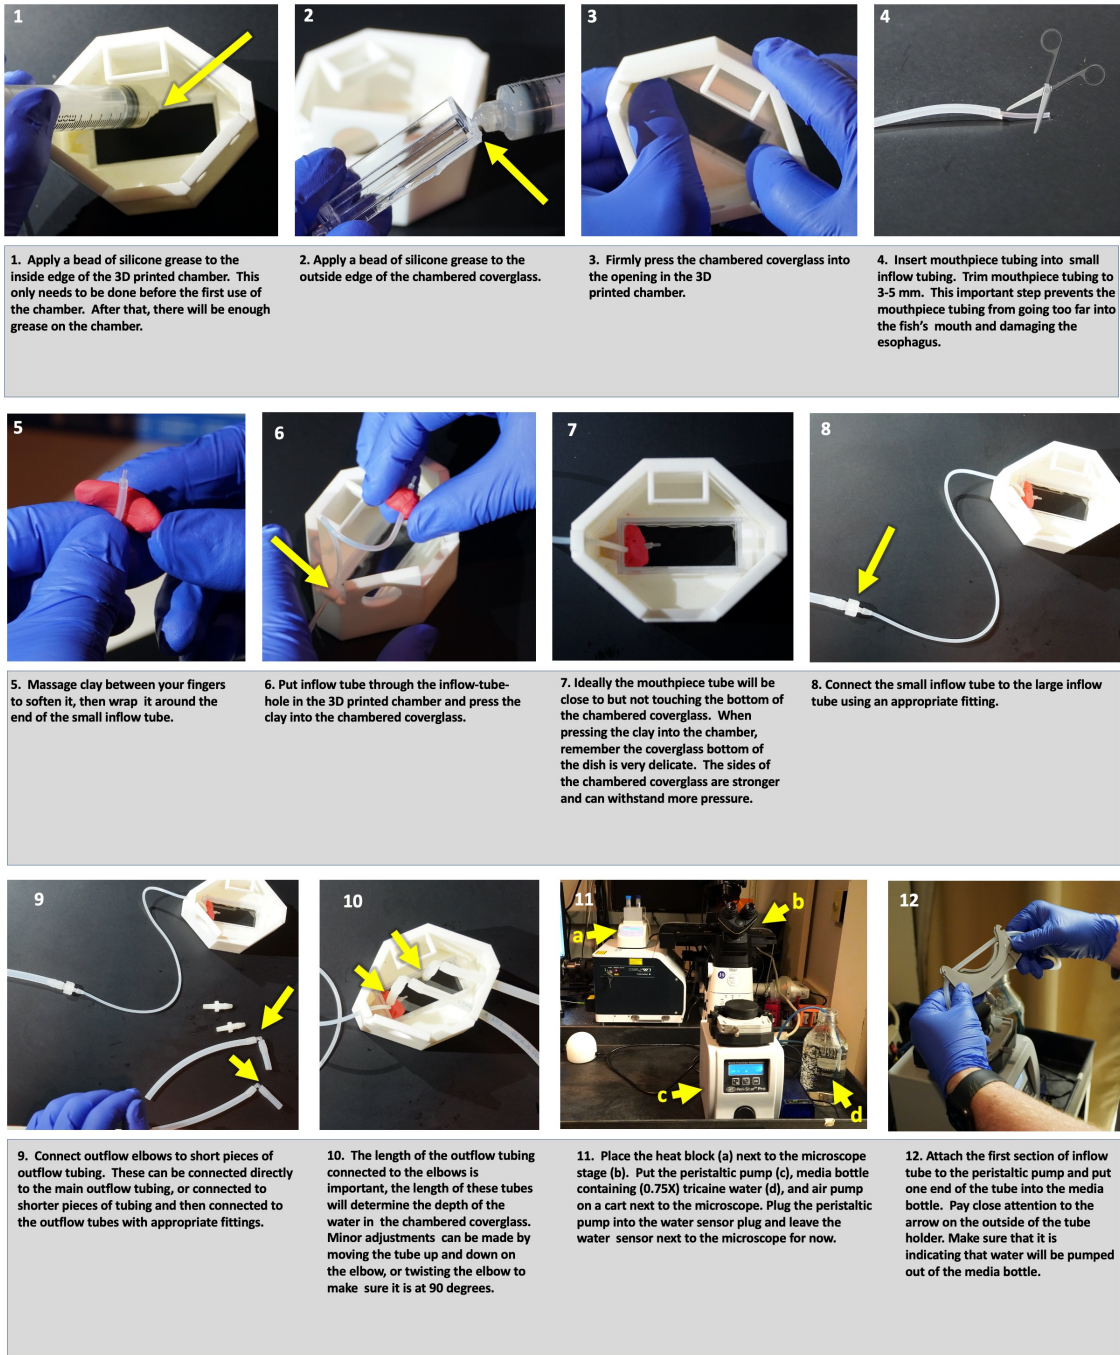 1
2
3
4
1. Apply a bead of silicone grease to the
inside edge of the 3D printed chamber. This
only needs to be done before the first use of
the chamber. After that, there will be enough
grease on the chamber.
2. Apply a bead of silicone grease to the
outside edge of the chambered coverglass.
3. Firmly press the chambered coverglass into
the opening in the 3D
printed chamber.
4. Insert mouthpiece tubing into small
inflow tubing. Trim mouthpiece tubing to
3-5 mm. This important step prevents the
mouthpiece tubing from going too far into
the fish's mouth and damaging the
esophagus.
5
6
7
8
5. Massage clay between your fingers
to soften it, then wrap it around the
end of the small inflow tube.
6. Put inflow tube through the inflow-tube-
hole in the 3D printed chamber and press the
clay into the chambered coverglass.
7. Ideally the mouthpiece tube will be
close to but not touching the bottom of
the chambered coverglass. When
pressing the clay into the chamber,
remember the coverglass bottom of
the dish is very delicate. The sides of
the chambered coverglass are stronger
and can withstand more pressure.
8. Connect the small inflow tube to the large inflow
tube using an appropriate fitting.
9
10
11
a
b
c
d
12
9. Connect outflow elbows to short pieces of
outflow tubing. These can be connected directly
to the main outflow tubing, or connected to
shorter pieces of tubing and then connected to
the outflow tubes with appropriate fittings.
10. The length of the outflow tubing
connected to the elbows is
important, the length of these tubes
will determine the depth of the
water in the chambered coverglass.
Minor adjustments can be made by
moving the tube up and down on
the elbow, or twisting the elbow to
make sure it is at 90 degrees.
11. Place the heat block (a) next to the microscope
stage (b). Put the peristaltic pump (c), media bottle
containing (0.75X) tricaine water (d), and air pump
on a cart next to the microscope. Plug the peristaltic
pump into the water sensor plug and leave the
water sensor next to the microscope for now.
12. Attach the first section of inflow
tube to the peristaltic pump and put
one end of the tube into the media
bottle. Pay close attention to the
arrow on the outside of the tube
holder. Make sure that it is
indicating that water will be pumped
out of the media bottle.